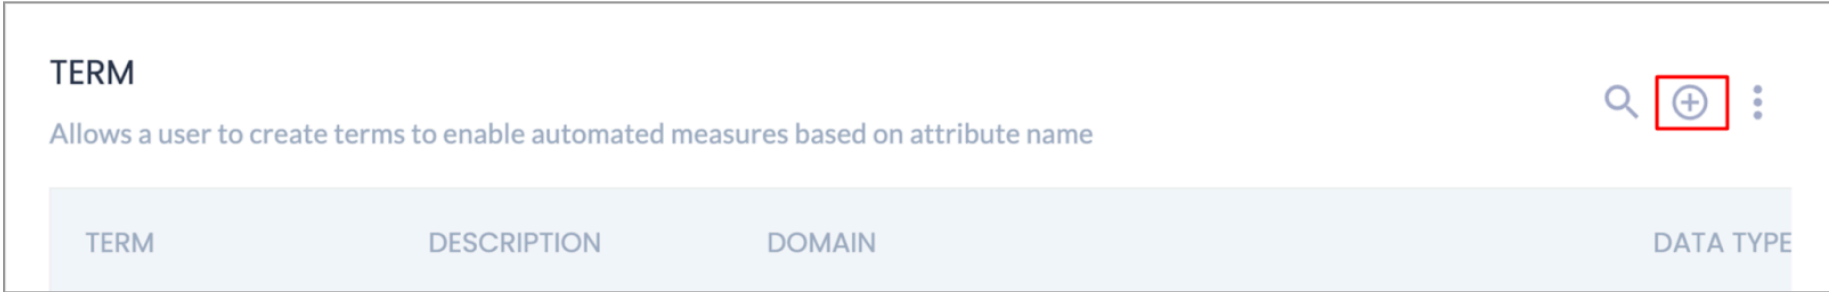 TERM
Allows a user to create terms to enable automated measures based on attribute name
TERM DESCRIPTION DOMAIN DATA TYPE